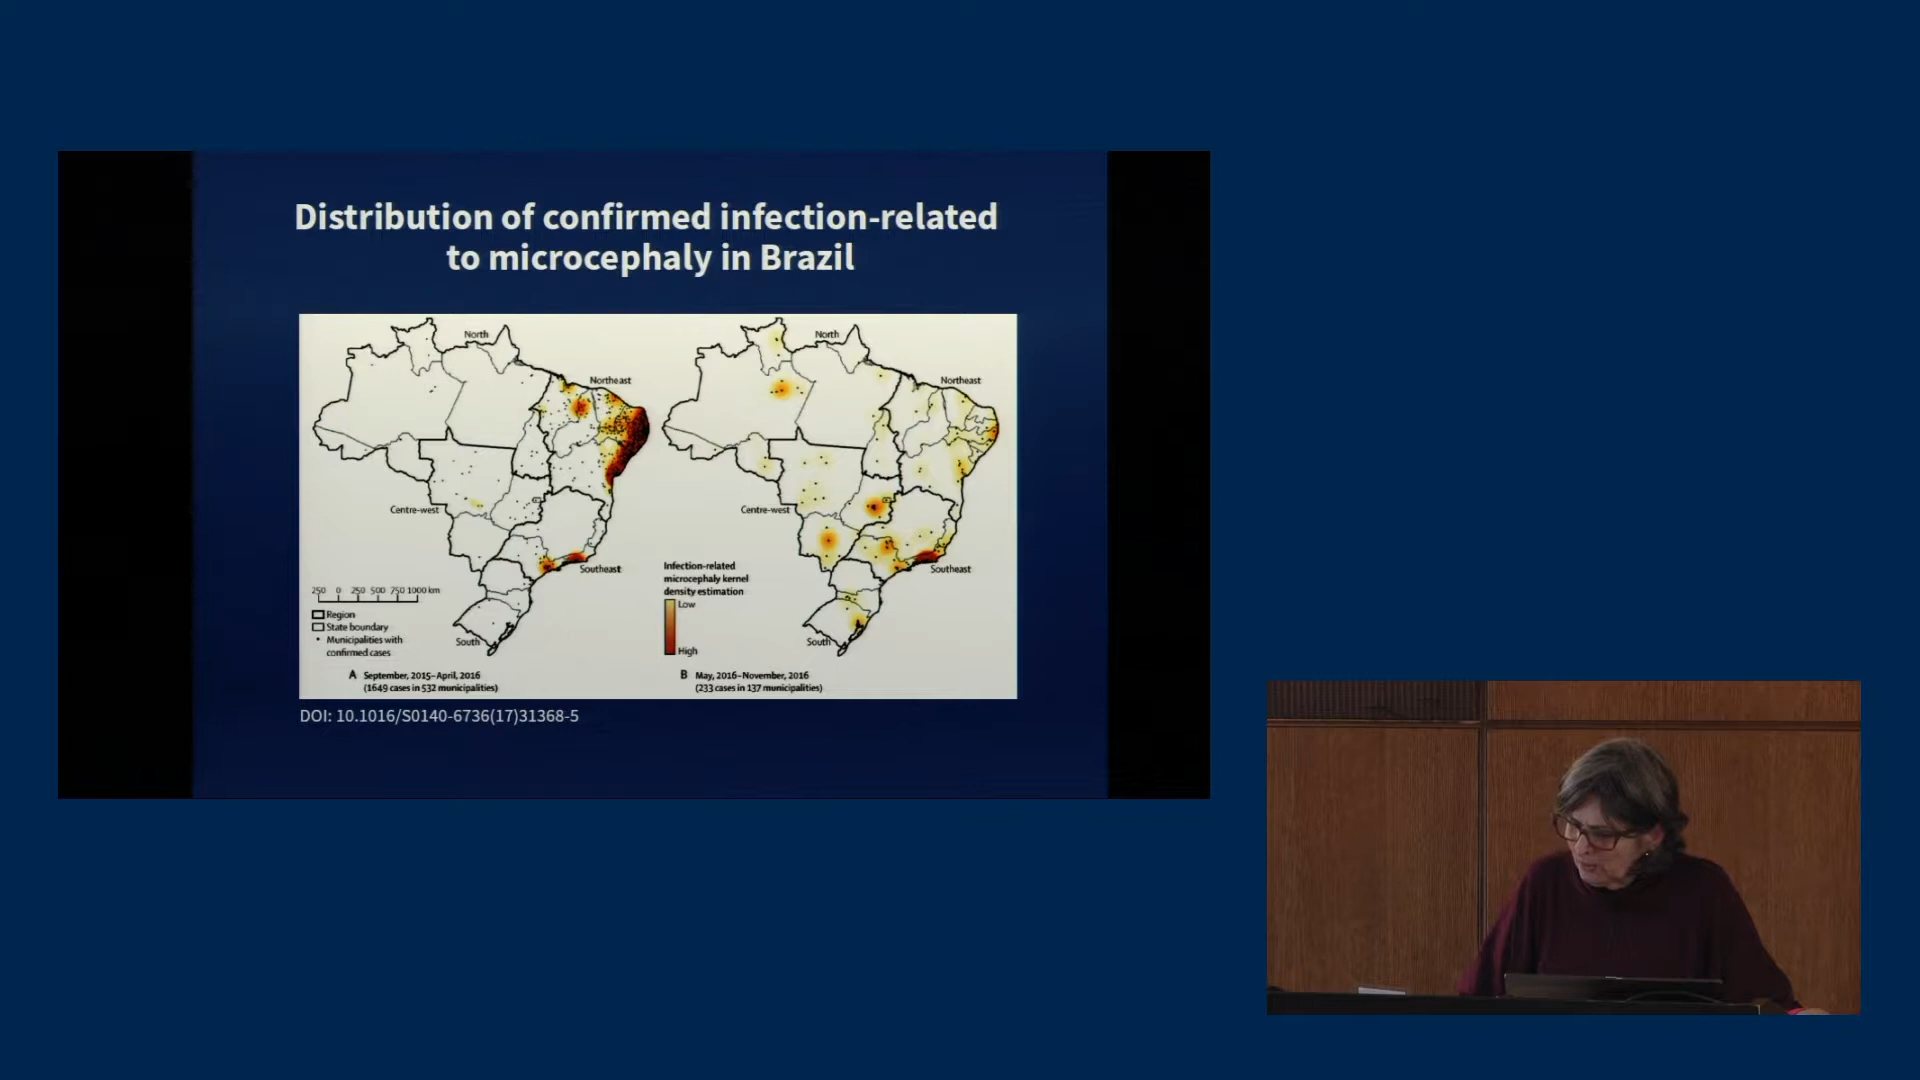 Distribution of confirmed infection-related
to microcephaly in Brazil
North
Northeast
Centre-west
Southeast
South
250 0 250 500 750 1000 km
Region
State boundary
Municipalities with
confirmed cases
A September, 2015–April, 2016
(1649 cases in 532 municipalities)
North
Northeast
Centre-west
Southeast
South
Infection-related
microcephaly kernel
density estimation
Low
High
B May, 2016–November, 2016
(233 cases in 137 municipalities)
DOI: 10.1016/S0140-6736(17)31368-5